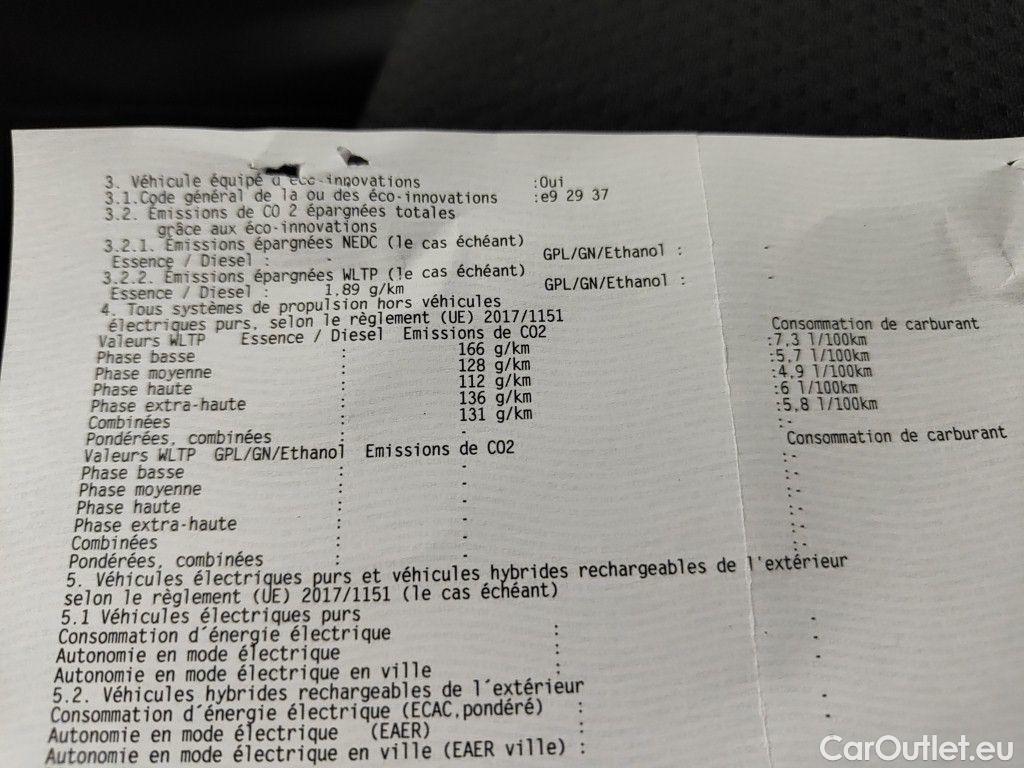 3. Véhicule équipé d'éco-innovations :Oui
3.1.Code général de la ou des éco-innovations :e9 29 37
3.2. Émissions de CO 2 épargnées totales
grâce aux éco-innovations
3.2.1. Émissions épargnées NEDC (le cas échéant)
Essence / Diesel : - GPL/GN/Ethanol : -
3.2.2. Émissions épargnées WLTP (le cas échéant)
Essence / Diesel : 1,89 g/km GPL/GN/Ethanol : -
4. Tous systèmes de propulsion hors véhicules
électriques purs, selon le règlement (UE) 2017/1151
Valeurs WLTP Essence / Diesel Emissions de CO2 Consommation de carburant
Phase basse : 166 g/km :7,3 l/100km
Phase moyenne : 128 g/km :5,7 l/100km
Phase haute : 112 g/km :4,9 l/100km
Phase extra-haute : 136 g/km :6 l/100km
Combinées : 131 g/km :5,8 l/100km
Pondérées, combinées : - :-
Valeurs WLTP GPL/GN/Ethanol Emissions de CO2 Consommation de carburant
Phase basse : - :-
Phase moyenne : - :-
Phase haute : - :-
Phase extra-haute : - :-
Combinées : - :-
Pondérées, combinées : - :-
5. Véhicules électriques purs et véhicules hybrides rechargeables de l'extérieur
selon le règlement (UE) 2017/1151 (le cas échéant)
5.1 Véhicules électriques purs
Consommation d´énergie électrique : -
Autonomie en mode électrique : -
Autonomie en mode électrique en ville :
5.2. Véhicules hybrides rechargeables de l´extérieur
Consommation d´énergie électrique (ECAC,pondéré) : -
Autonomie en mode électrique (EAER) : -
Autonomie en mode électrique en ville (EAER ville) :
CarOutlet.eu